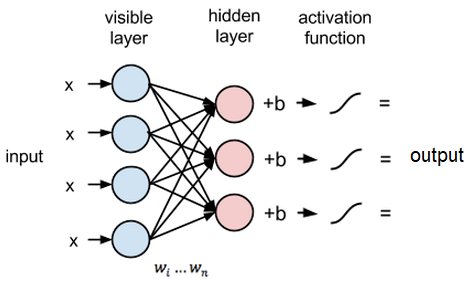 visible
layer
hidden
layer
activation
function
x
+b
=
x
input
+b
=
output
x
+b
=
x
w_i ... w_n